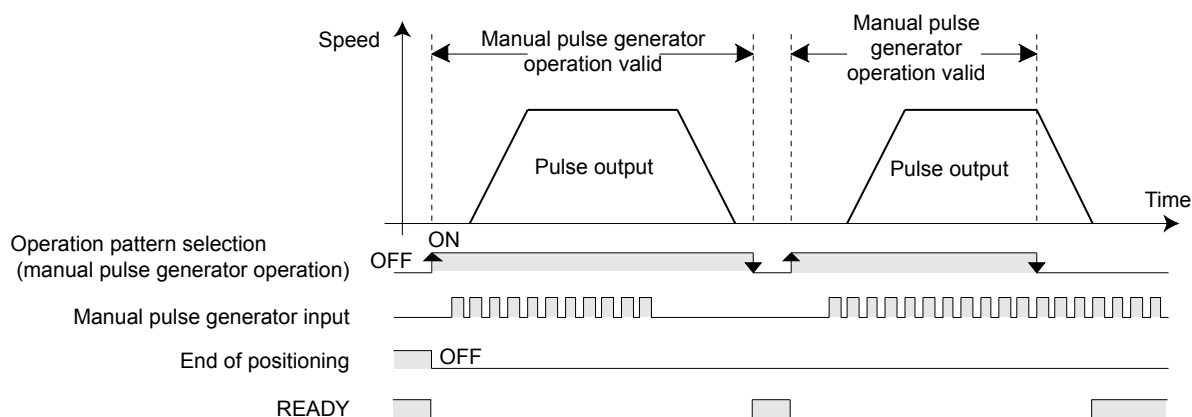 Speed
Manual pulse generator
operation valid
Manual pulse
generator
operation valid
Pulse output
Pulse output
Time
Operation pattern selection
(manual pulse generator operation)
OFF
ON
Manual pulse generator input
End of positioning
OFF
READY